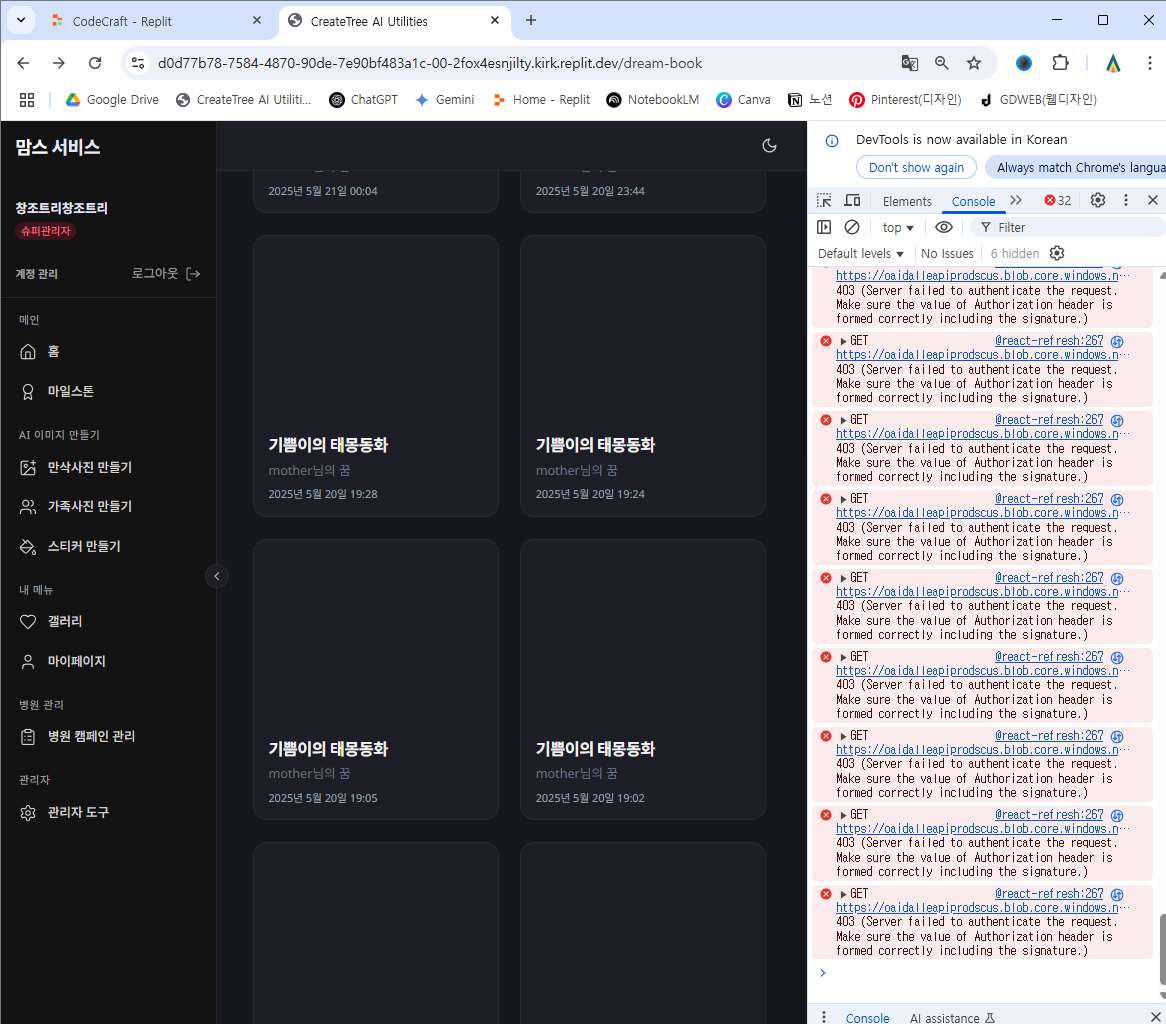 CodeCraft - Replit
CreateTree AI Utilities
d0d77b78-7584-4870-90de-7e90bf483a1c-00-2fox4esnjilty.kirk.replit.dev/dream-book
Google Drive
CreateTree AI Utiliti...
ChatGPT
Gemini
Home - Replit
NotebookLM
Canva
노션
Pinterest(디자인)
GDWEB(웹디자인)
맘스 서비스
창조트리창조트리
슈퍼관리자
계정 관리
로그아웃
메인
홈
마일스톤
AI 이미지 만들기
만삭사진 만들기
가족사진 만들기
스티커 만들기
내 메뉴
갤러리
마이페이지
병원 관리
병원 캠페인 관리
관리자
관리자 도구
2025년 5월 21일 00:04
2025년 5월 20일 23:44
기쁨이의 태몽동화
mother님의 꿈
2025년 5월 20일 19:28
기쁨이의 태몽동화
mother님의 꿈
2025년 5월 20일 19:24
기쁨이의 태몽동화
mother님의 꿈
2025년 5월 20일 19:05
기쁨이의 태몽동화
mother님의 꿈
2025년 5월 20일 19:02
DevTools is now available in Korean
Don't show again
Always match Chrome's langua
Elements
Console
32
top
Filter
Default levels
No Issues
6 hidden
https://oaidalleapiprodscus.blob.core.windows.n…
403 (Server failed to authenticate the request.
Make sure the value of Authorization header is
formed correctly including the signature.)
GET @react-refresh:267
https://oaidalleapiprodscus.blob.core.windows.n…
403 (Server failed to authenticate the request.
Make sure the value of Authorization header is
formed correctly including the signature.)
GET @react-refresh:267
https://oaidalleapiprodscus.blob.core.windows.n…
403 (Server failed to authenticate the request.
Make sure the value of Authorization header is
formed correctly including the signature.)
GET @react-refresh:267
https://oaidalleapiprodscus.blob.core.windows.n…
403 (Server failed to authenticate the request.
Make sure the value of Authorization header is
formed correctly including the signature.)
GET @react-refresh:267
https://oaidalleapiprodscus.blob.core.windows.n…
403 (Server failed to authenticate the request.
Make sure the value of Authorization header is
formed correctly including the signature.)
GET @react-refresh:267
https://oaidalleapiprodscus.blob.core.windows.n…
403 (Server failed to authenticate the request.
Make sure the value of Authorization header is
formed correctly including the signature.)
GET @react-refresh:267
https://oaidalleapiprodscus.blob.core.windows.n…
403 (Server failed to authenticate the request.
Make sure the value of Authorization header is
formed correctly including the signature.)
GET @react-refresh:267
https://oaidalleapiprodscus.blob.core.windows.n…
403 (Server failed to authenticate the request.
Make sure the value of Authorization header is
formed correctly including the signature.)
GET @react-refresh:267
https://oaidalleapiprodscus.blob.core.windows.n…
403 (Server failed to authenticate the request.
Make sure the value of Authorization header is
formed correctly including the signature.)
Console
AI assistance